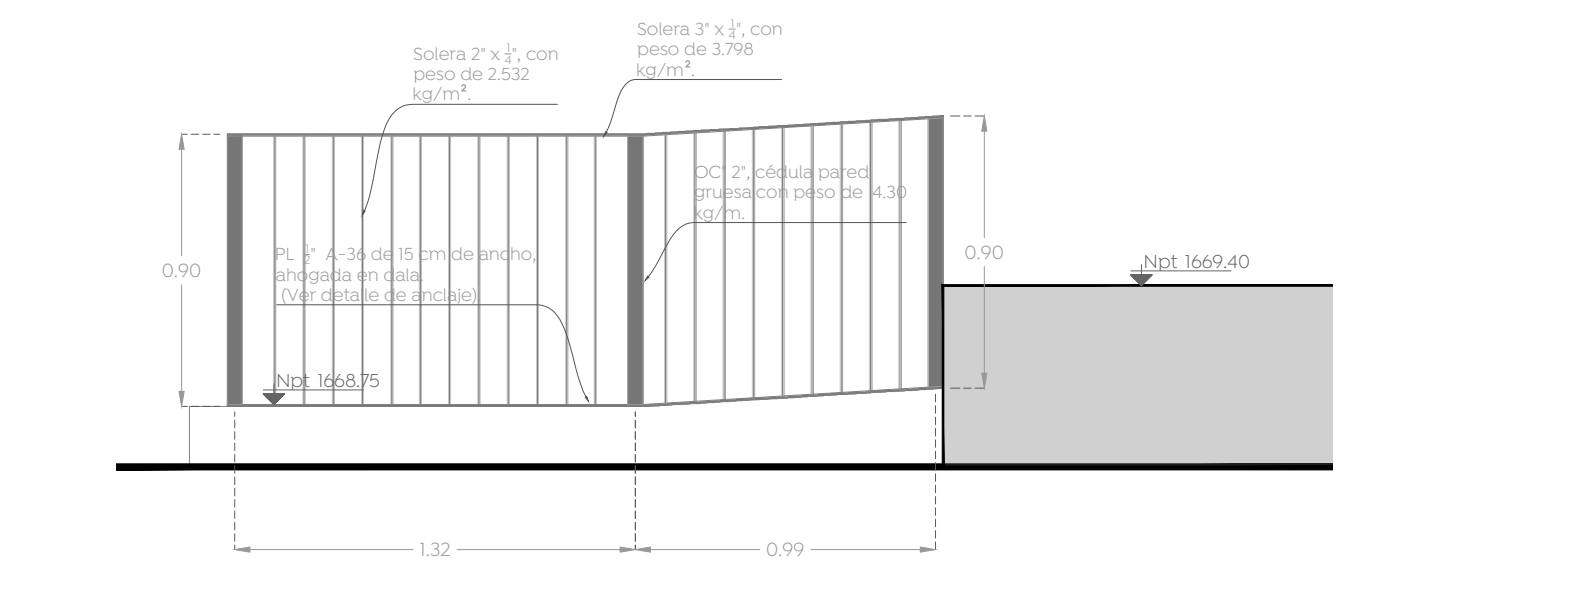 Solera 3" x 1/4", con
peso de 3.798
kg/m².
Solera 2" x 1/4", con
peso de 2.532
kg/m².
OC" 2", cédula pared
gruesa con peso de 4.30
kg/m.
PL 1/2" A-36 de 15 cm de ancho,
ahogada en dala.
(Ver detalle de anclaje)
0.90
0.90
Npt 1669.40
Npt 1668.75
1.32
0.99